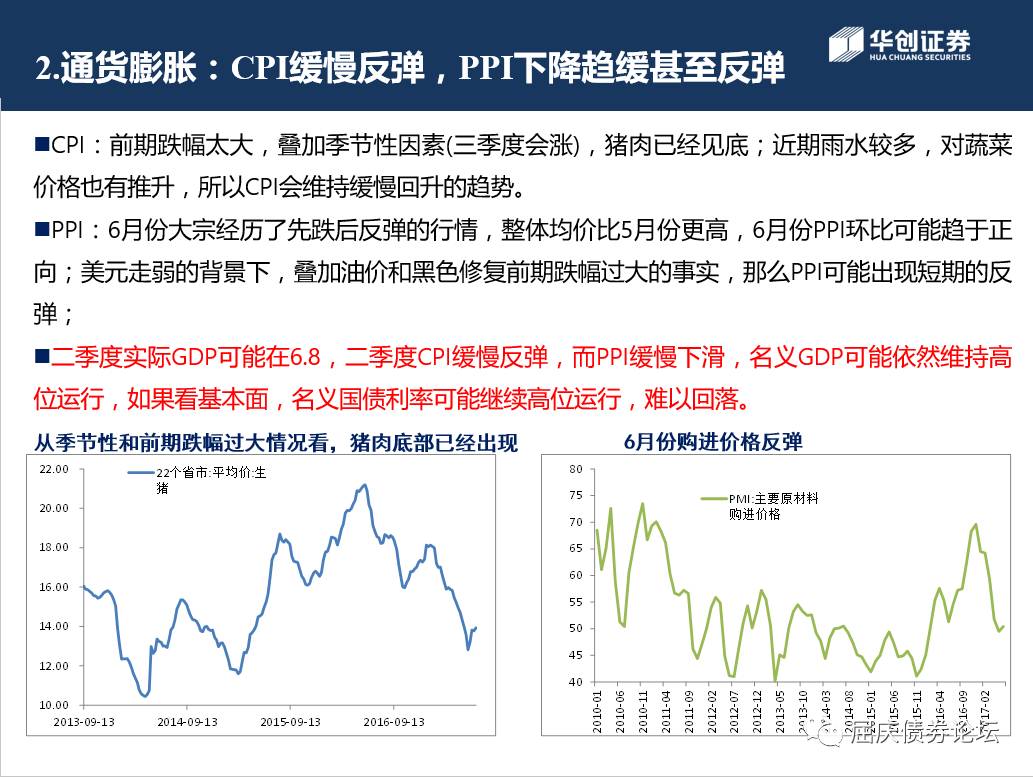 2.通货膨胀：CPI缓慢反弹，PPI下降趋缓甚至反弹
华创证券
HUA CHUANG SECURITIES
■CPI：前期跌幅太大，叠加季节性因素(三季度会涨)，猪肉已经见底；近期雨水较多，对蔬菜
价格也有推升，所以CPI会维持缓慢回升的趋势。
■PPI：6月份大宗经历了先跌后反弹的行情，整体均价比5月份更高，6月份PPI环比可能趋于正
向；美元走弱的背景下，叠加油价和黑色修复前期跌幅过大的事实，那么PPI可能出现短期的反
弹；
■二季度实际GDP可能在6.8，二季度CPI缓慢反弹，而PPI缓慢下滑，名义GDP可能依然维持高
位运行，如果看基本面，名义国债利率可能继续高位运行，难以回落。
从季节性和前期跌幅过大情况看，猪肉底部已经出现
22.00
20.00
18.00
16.00
14.00
12.00
10.00
22个省市:平均价:生
猪
2013-09-13
2014-09-13
2015-09-13
2016-09-13
6月份购进价格反弹
80
75
70
65
60
55
50
45
40
PMI:主要原材料
购进价格
2010-01
2010-06
2010-11
2011-04
2011-09
2012-02
2012-07
2012-12
2013-05
2013-10
2014-03
2014-08
2015-01
2015-06
2015-11
2016-04
2016-09
2017-02
屈庆债券论坛